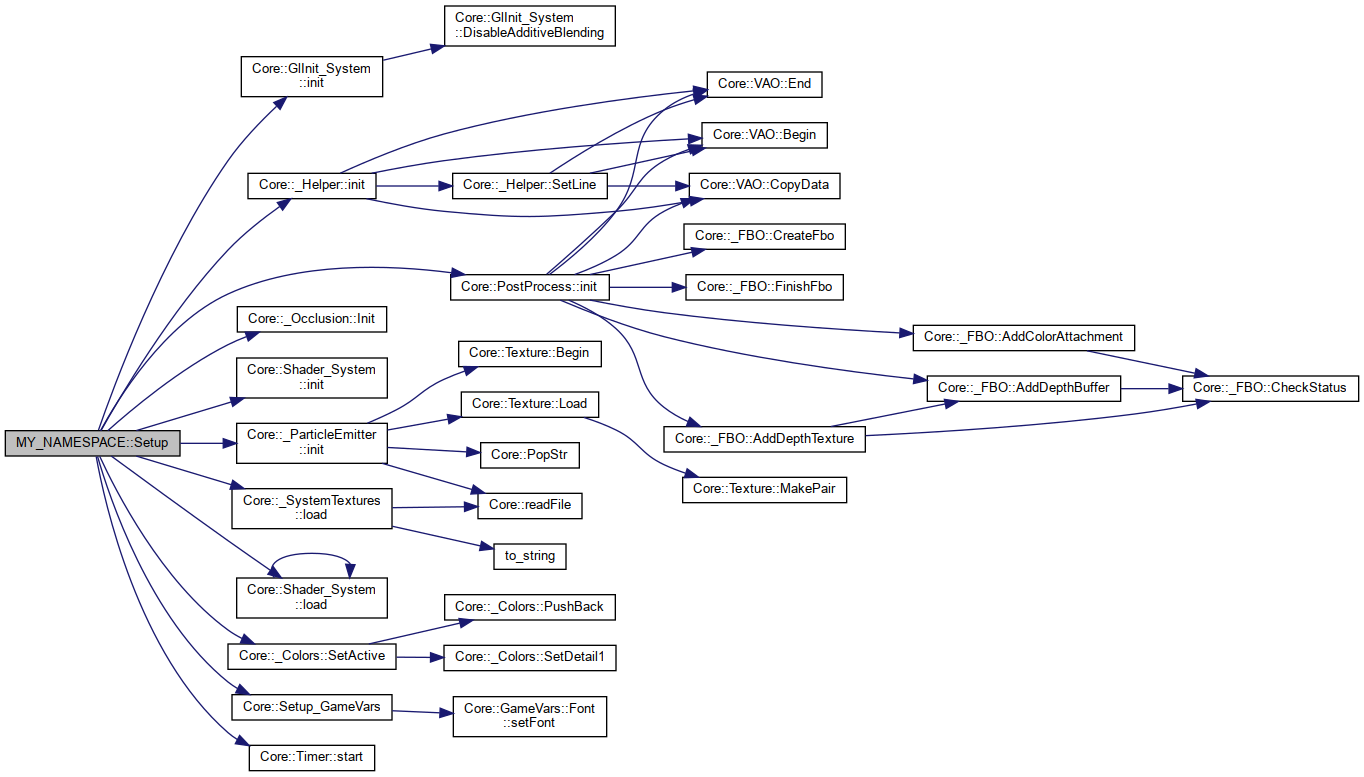 Core::GlInit_System
::DisableAdditiveBlending
Core::GlInit_System
::init
Core::VAO::End
Core::VAO::Begin
Core::_Helper::init
Core::_Helper::SetLine
Core::VAO::CopyData
Core::_FBO::CreateFbo
Core::PostProcess::init
Core::_FBO::FinishFbo
Core::_Occlusion::Init
Core::_FBO::AddColorAttachment
Core::Texture::Begin
Core::Shader_System
::init
Core::_FBO::AddDepthBuffer
Core::_FBO::CheckStatus
Core::Texture::Load
MY_NAMESPACE::Setup
Core::_ParticleEmitter
::init
Core::_FBO::AddDepthTexture
Core::PopStr
Core::Texture::MakePair
Core::_SystemTextures
::load
Core::readFile
to_string
Core::Shader_System
::load
Core::_Colors::PushBack
Core::_Colors::SetActive
Core::_Colors::SetDetail1
Core::Setup_GameVars
Core::GameVars::Font
::setFont
Core::Timer::start